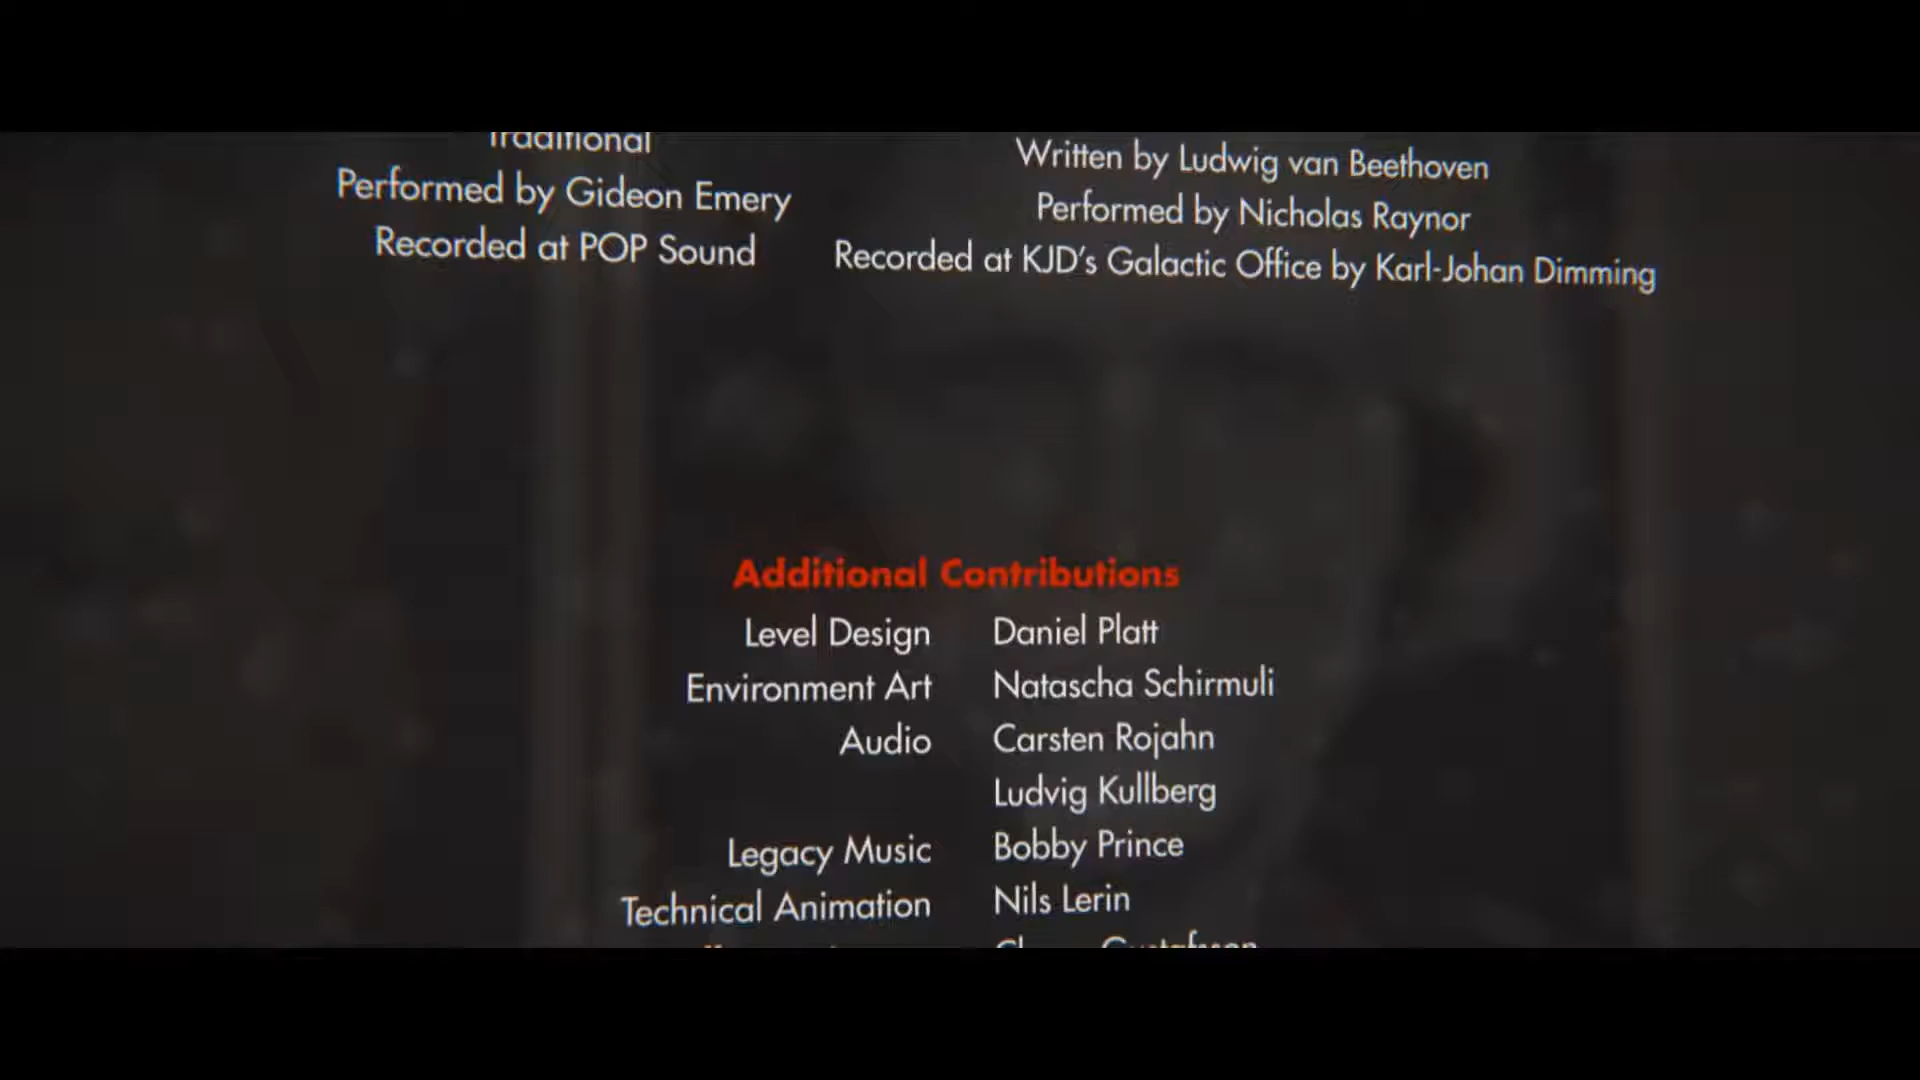 Traditional
Performed by Gideon Emery
Recorded at POP Sound
Written by Ludwig van Beethoven
Performed by Nicholas Raynor
Recorded at KJD's Galactic Office by Karl-Johan Dimming
Additional Contributions
Level Design Daniel Platt
Environment Art Natascha Schirmuli
Audio Carsten Rojahn
Ludvig Kullberg
Legacy Music Bobby Prince
Technical Animation Nils Lerin
Gustafsson